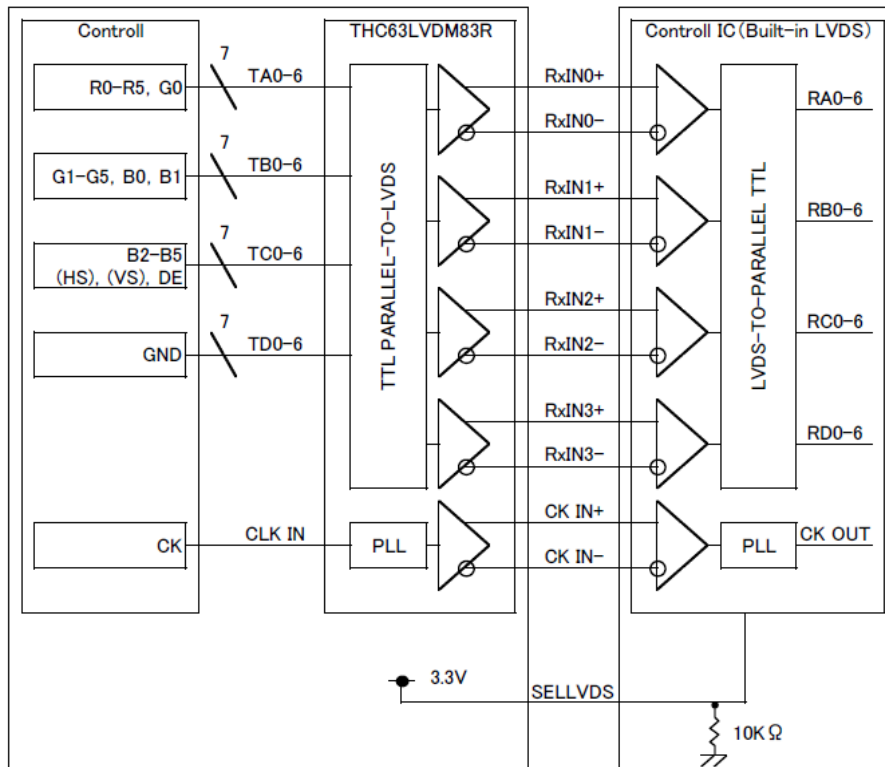 Controll
THC63LVDM83R
Controll IC(Built-in LVDS)
R0-R5, G0
7
TA0-6
RxIN0+
RxIN0-
RA0-6
G1-G5, B0, B1
7
TB0-6
RxIN1+
RxIN1-
RB0-6
B2-B5
(HS), (VS), DE
7
TC0-6
RxIN2+
RxIN2-
RC0-6
GND
7
TD0-6
RxIN3+
RxIN3-
RD0-6
TTL PARALLEL-TO-LVDS
LVDS-TO-PARALLEL TTL
CK
CLK IN
PLL
CK IN+
CK IN-
PLL
CK OUT
3.3V
SELLVDS
10KΩ